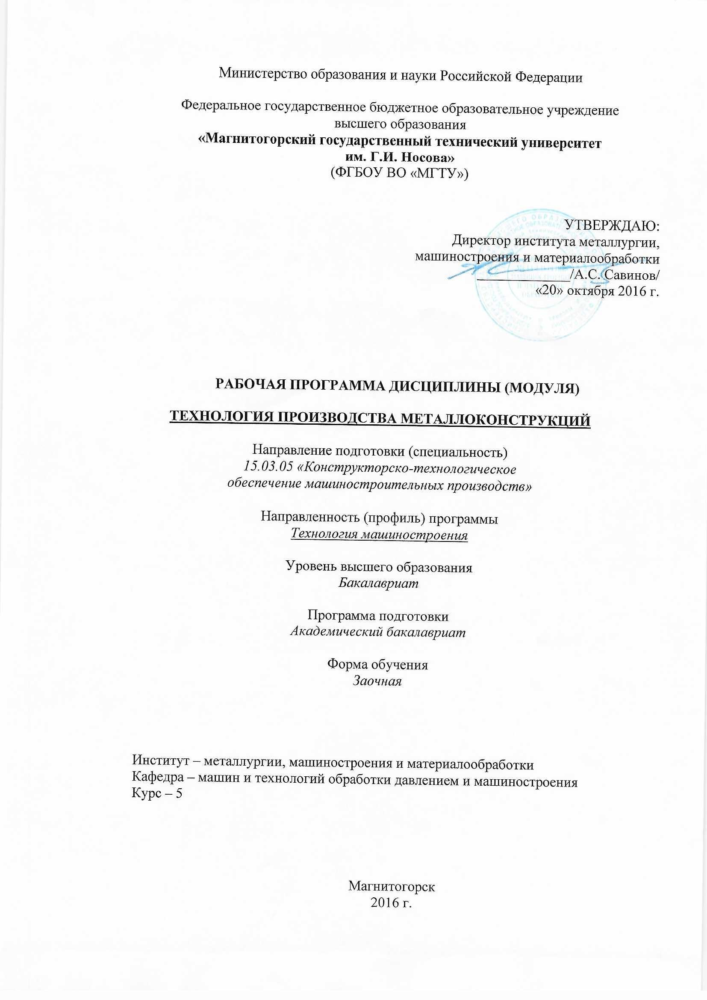 Министерство образования и науки Российской Федерации
Федеральное государственное бюджетное образовательное учреждение
высшего образования
«Магнитогорский государственный технический университет
им. Г.И. Носова»
(ФГБОУ ВО «МГТУ»)
УТВЕРЖДАЮ:
Директор института металлургии,
машиностроения и материалообработки
_____________/А.С. Савинов/
«20» октября 2016 г.
РАБОЧАЯ ПРОГРАММА ДИСЦИПЛИНЫ (МОДУЛЯ)
ТЕХНОЛОГИЯ ПРОИЗВОДСТВА МЕТАЛЛОКОНСТРУКЦИЙ
Направление подготовки (специальность)
15.03.05 «Конструкторско-технологическое
обеспечение машиностроительных производств»
Направленность (профиль) программы
Технология машиностроения
Уровень высшего образования
Бакалавриат
Программа подготовки
Академический бакалавриат
Форма обучения
Заочная
Институт – металлургии, машиностроения и материалообработки
Кафедра – машин и технологий обработки давлением и машиностроения
Курс – 5
Магнитогорск
2016 г.